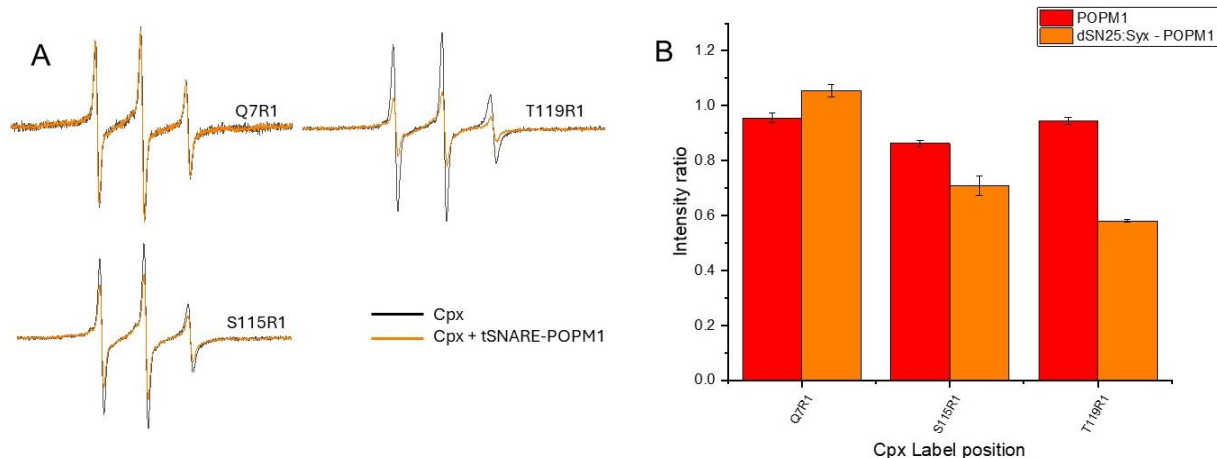 A
Q7R1
T119R1
S115R1
Cpx
Cpx + tSNARE-POPM1
B
POPM1
dSN25:Syx - POPM1
Intensity ratio
1.2
1.0
0.8
0.6
0.4
0.2
0.0
Q7R1
S115R1
T119R1
Cpx Label position